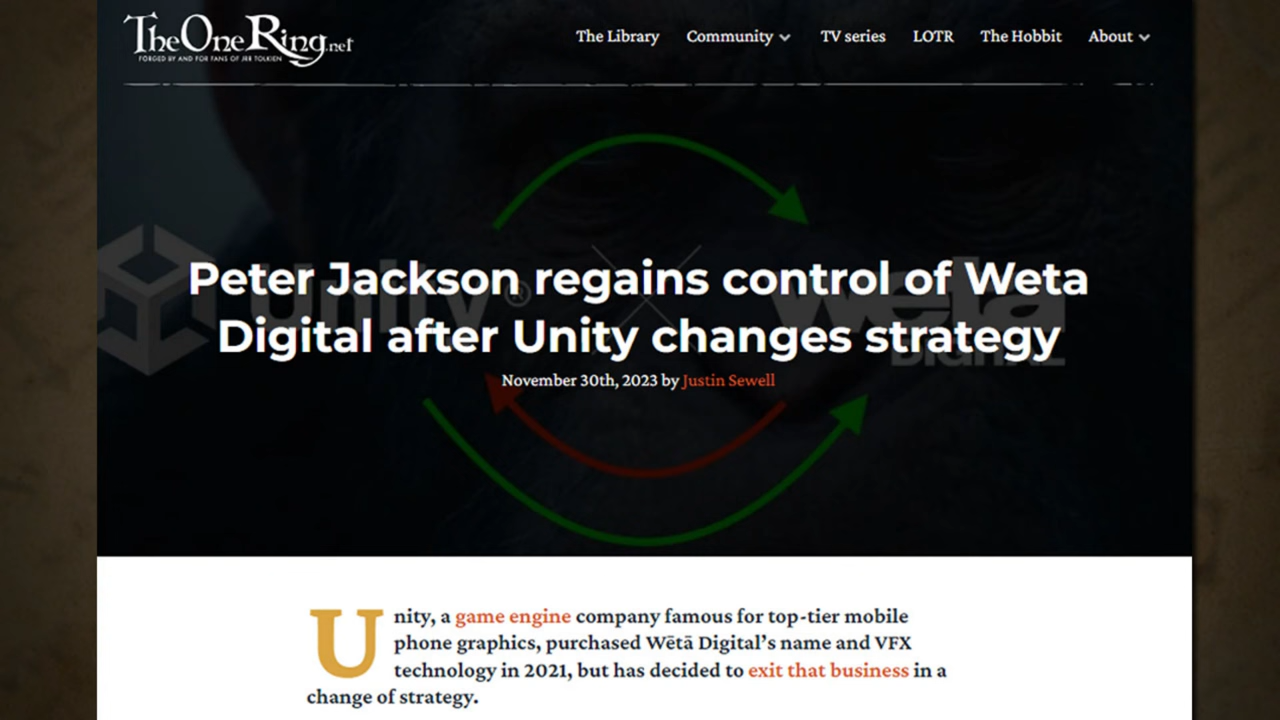 TheOneRing.net
FORGED BY AND FOR FANS OF JRR TOLKIEN
The Library Community TV series LOTR The Hobbit About
unity ® weta
DIGITAL
Peter Jackson regains control of Weta
Digital after Unity changes strategy
November 30th, 2023 by Justin Sewell
Unity, a game engine company famous for top-tier mobile
phone graphics, purchased Wētā Digital’s name and VFX
technology in 2021, but has decided to exit that business in a
change of strategy.